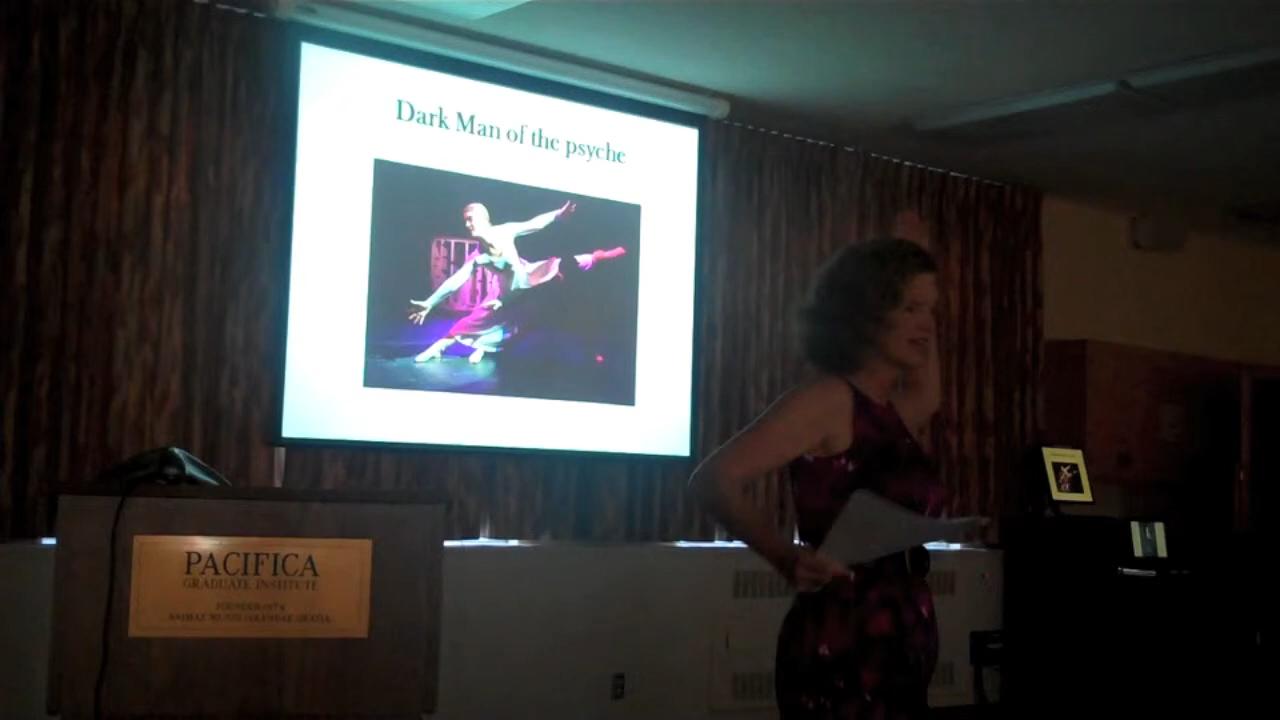 Dark Man of the psyche
PACIFICA
GRADUATE INSTITUTE